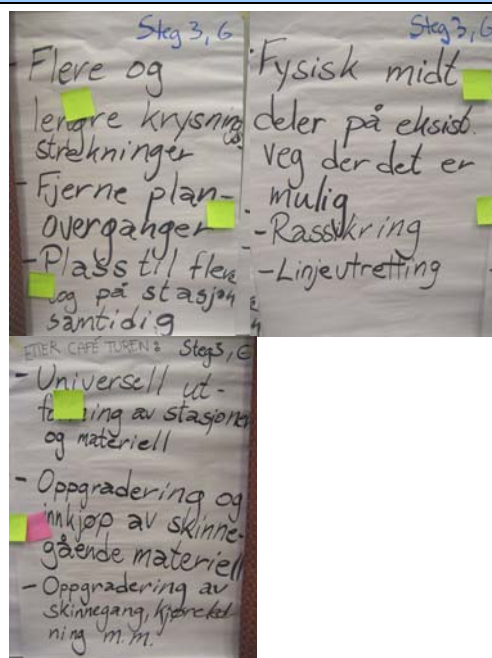 Steg 3, G
Flere og
lengre krysnings
strekninger
- Fjerne plan-
overganger
- Plass til flere
tog på stasjon
samtidig
Steg 3, G
Fysisk midt
deler på eksist.
veg der det er
mulig
- Rassikring
- Linjeutretting
ETTER CAFÉ TUREN: Steg 3, G
- Universell ut-
forming av stasjoner
og materiell
- Oppgradering og
innkjøp av skinne-
gående materiell
- Oppgradering av
skinnegang, kjøreled
ning m.m.